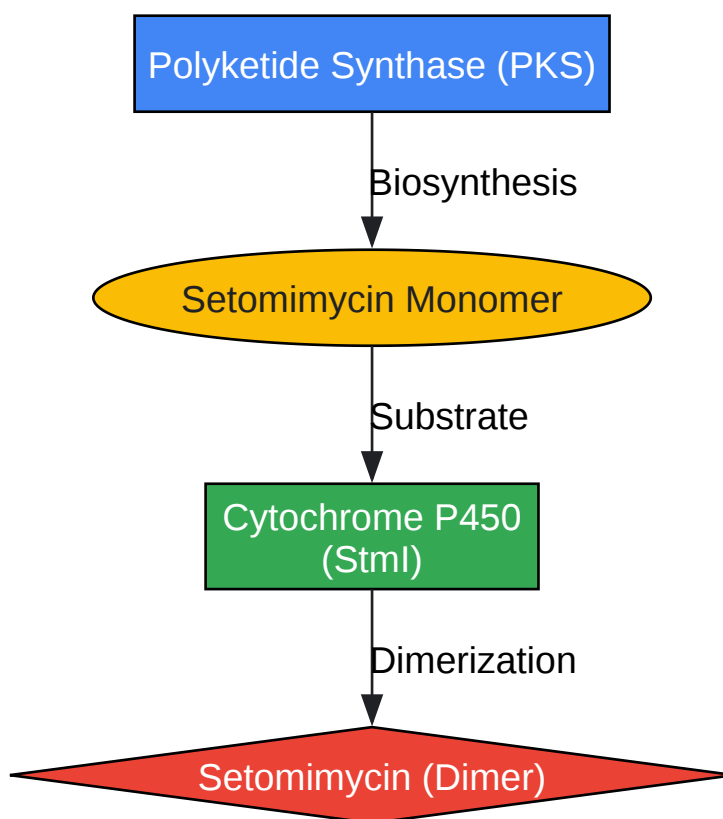 Polyketide Synthase (PKS)
Biosynthesis
Setomimycin Monomer
Substrate
Cytochrome P450
(StmI)
Dimerization
Setomimycin (Dimer)